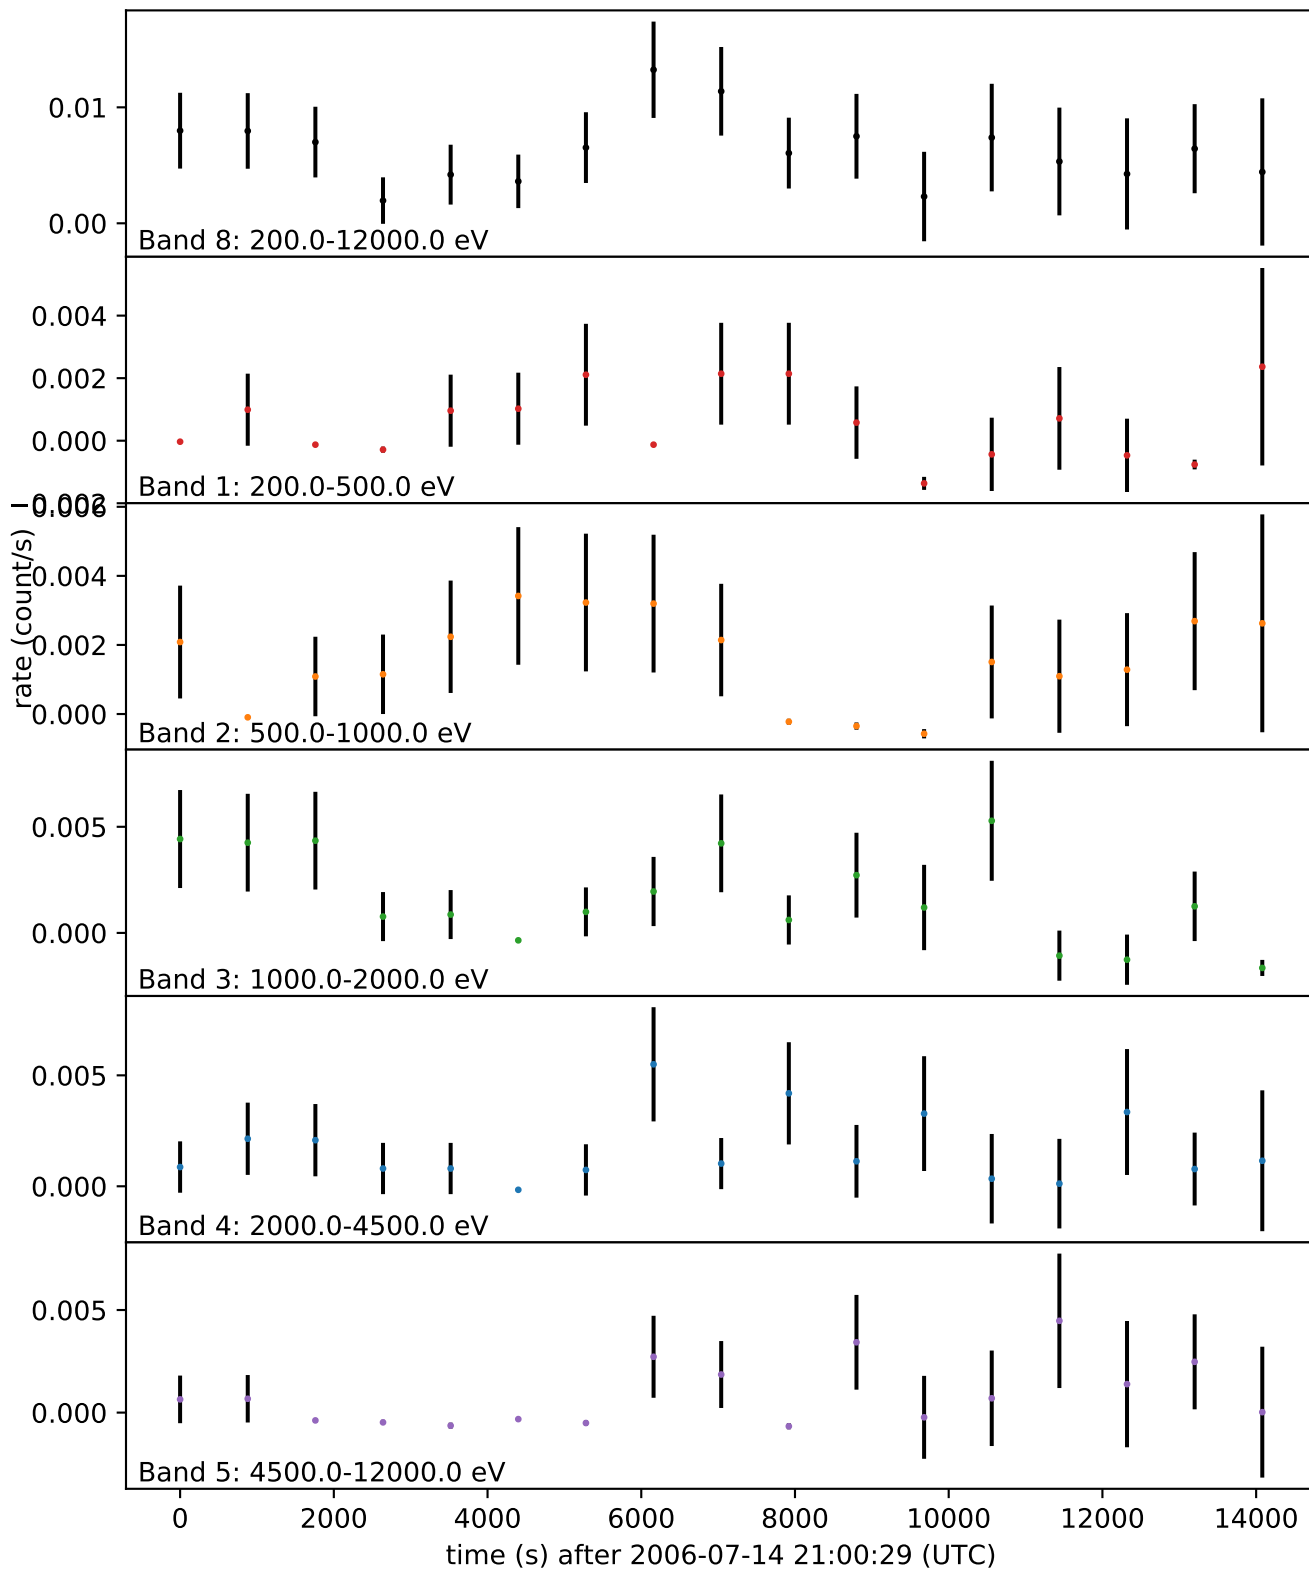 0.01
0.00
Band 8: 200.0-12000.0 eV
0.004
0.002
0.000
Band 1: 200.0-500.0 eV
−0.002
0.006
rate (count/s)
0.004
0.002
0.000
Band 2: 500.0-1000.0 eV
0.005
0.000
Band 3: 1000.0-2000.0 eV
0.005
0.000
Band 4: 2000.0-4500.0 eV
0.005
0.000
Band 5: 4500.0-12000.0 eV
0 2000 4000 6000 8000 10000 12000 14000
time (s) after 2006-07-14 21:00:29 (UTC)